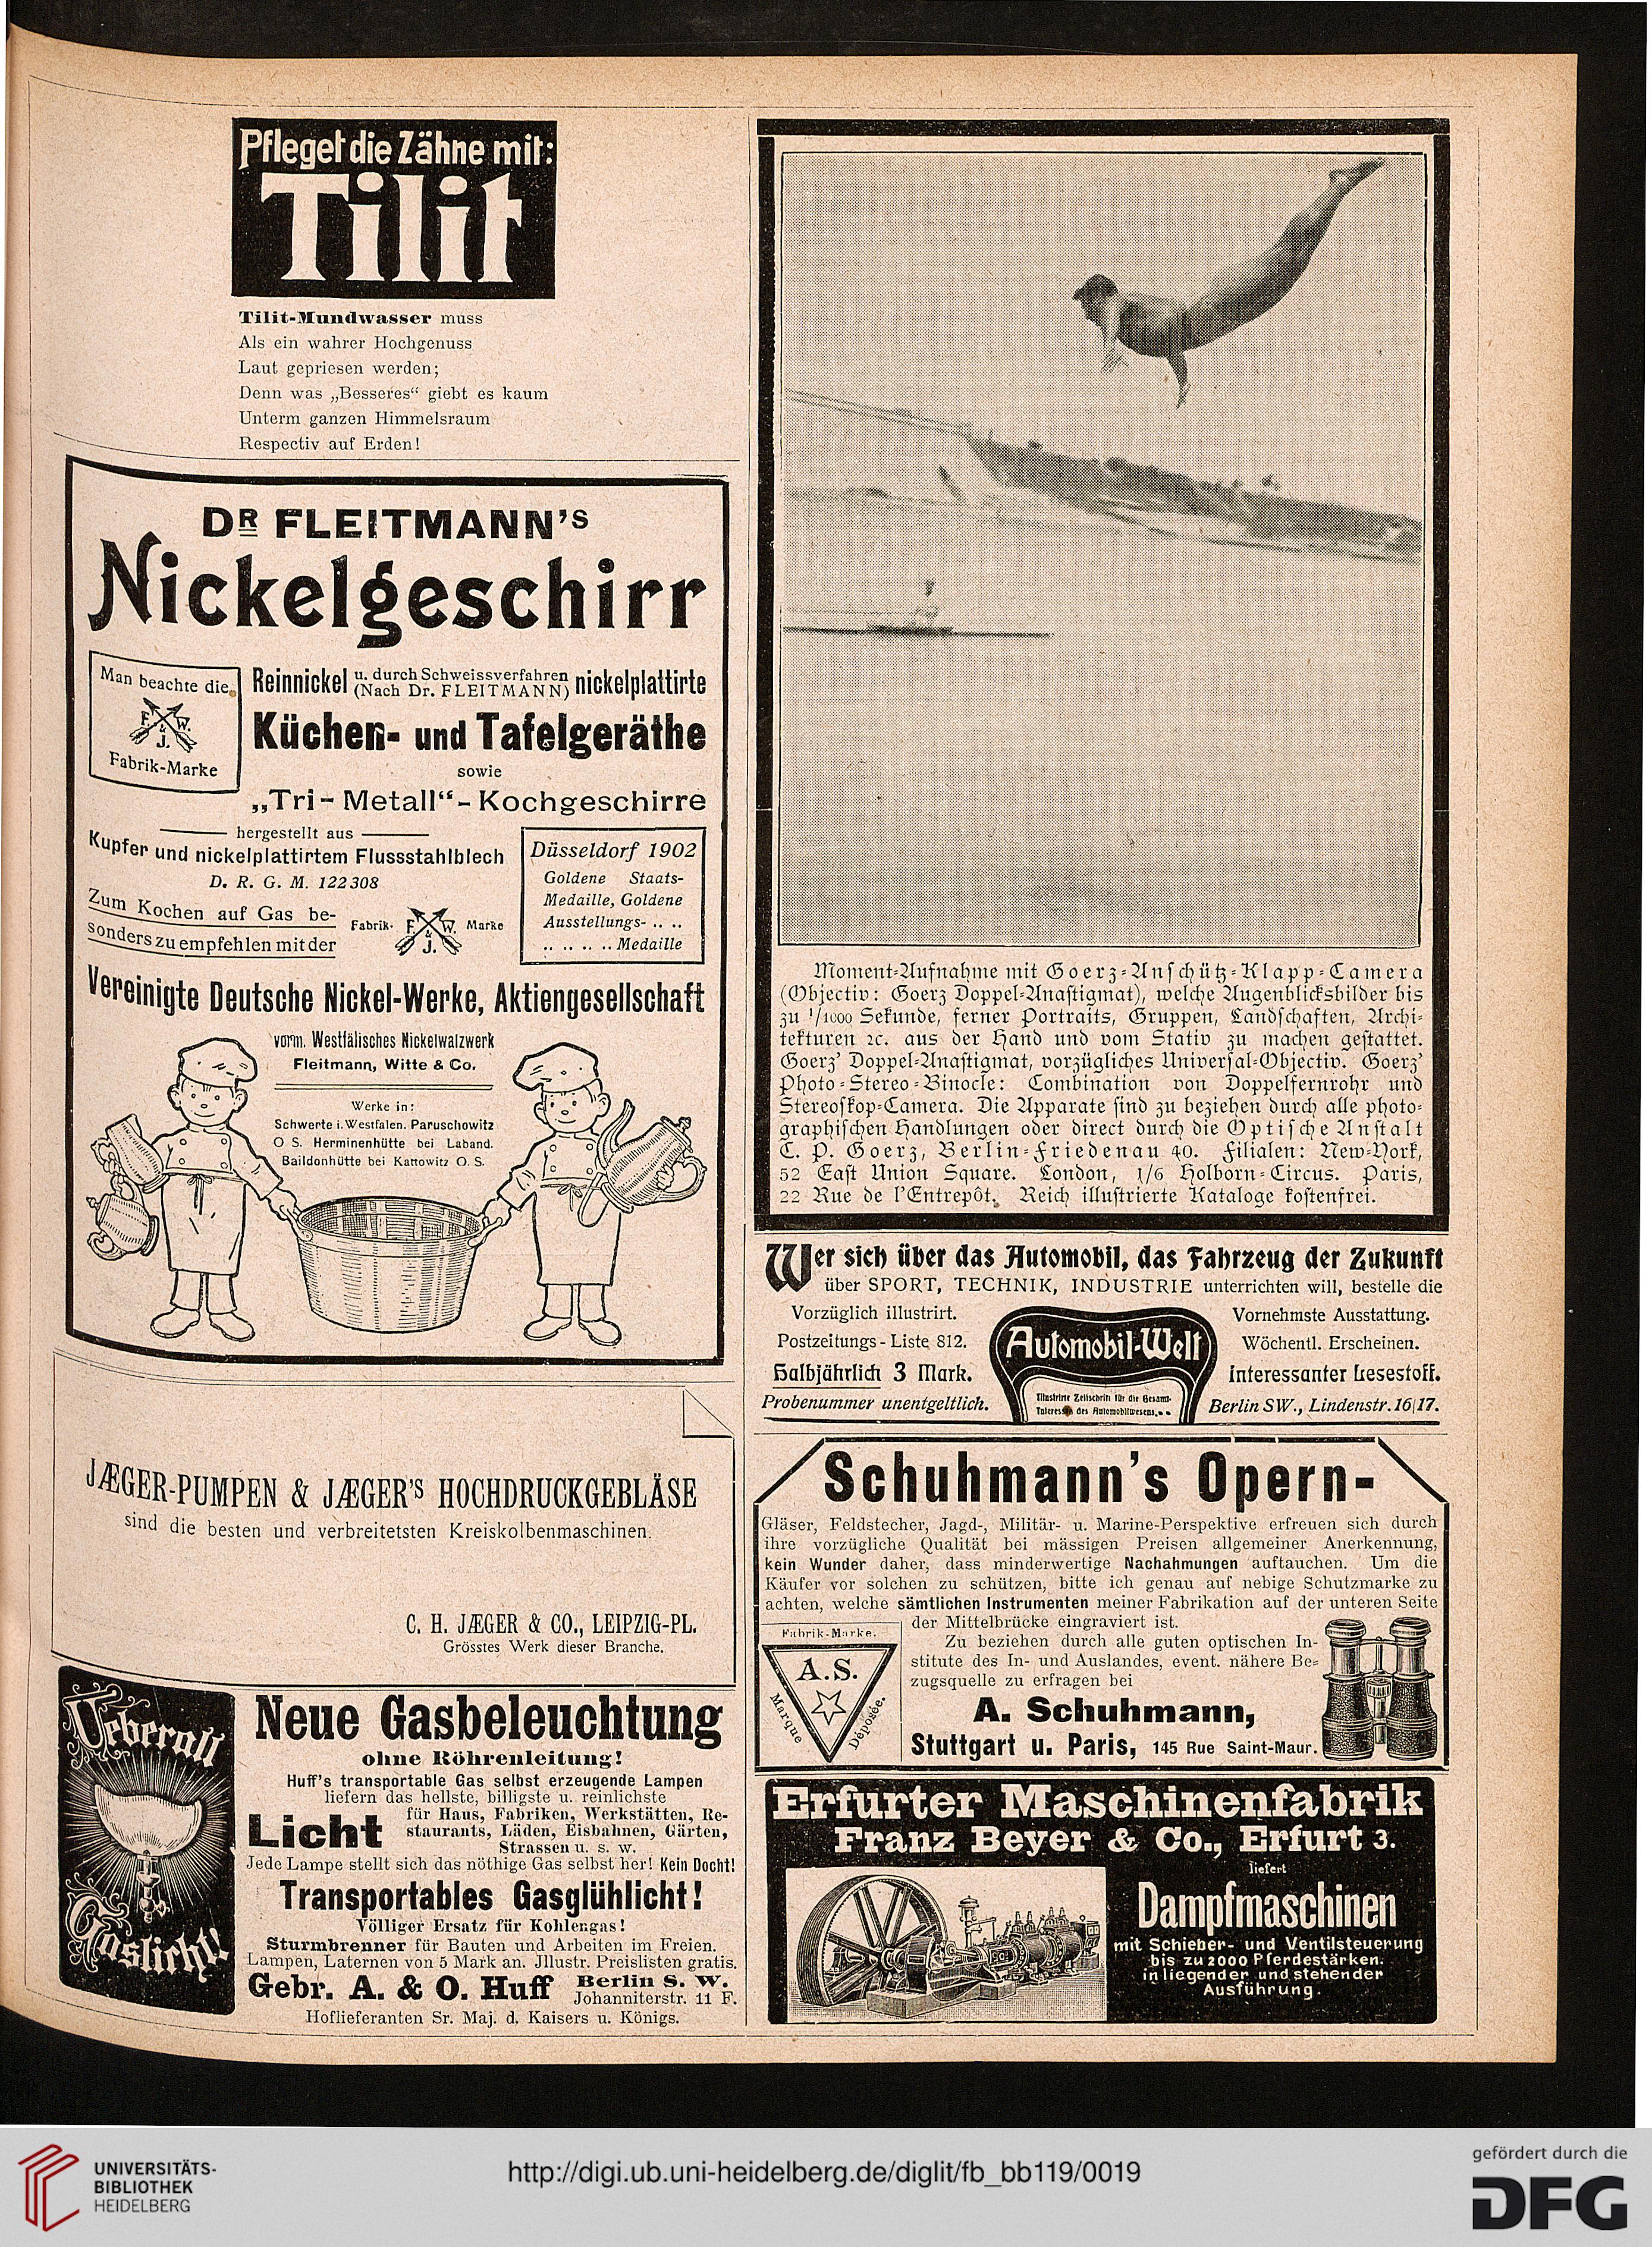 Pfleget die Zähne mit:
Tilit
Tilit-Mundwasser muss
Als ein wahrer Hochgenuss
Laut gepriesen werden;
Denn was „Besseres“ giebt es kaum
Unterm ganzen Himmelsraum
Respectiv auf Erden!
DR FLEITMANN'S
Nickelgeschirr
Man beachte die
F. W.
& J.
Fabrik-Marke
Reinnickel u. durch Schweissverfahren (Nach Dr. FLEITMANN) nickelplattirte
Küchen- und Tafelgeräthe
sowie
„Tri-Metall“-Kochgeschirre
hergestellt aus
Kupfer und nickelplattirtem Flussstahlblech
D. R. G. M. 122308
Zum Kochen auf Gas be-
sonders zu empfehlen mit der
Fabrik- F. W. & J. Marke
Düsseldorf 1902
Goldene Staats-
Medaille, Goldene
Ausstellungs- .. ..
.. .. .. .. Medaille
Vereinigte Deutsche Nickel-Werke, Aktiengesellschaft
vorm. Westfälisches Nickelwalzwerk
Fleitmann, Witte & Co.
Werke in:
Schwerte i. Westfalen. Paruschowitz
O S. Herminenhütte bei Laband.
Baildonhütte bei Kattowitz O. S.
JÆGER-PUMPEN & JÆGER'S HOCHDRUCKGEBLÄSE
sind die besten und verbreitetsten Kreiskolbenmaschinen.
C. H. JÆGER & CO., LEIPZIG-PL.
Grösstes Werk dieser Branche.
Ueberall
Gaslicht!
Neue Gasbeleuchtung
ohne Röhrenleitung!
Huff's transportable Gas selbst erzeugende Lampen
liefern das hellste, billigste u. reinlichste
Licht für Haus, Fabriken, Werkstätten, Re-
staurants, Läden, Eisbahnen, Gärten,
Strassen u. s. w.
Jede Lampe stellt sich das nöthige Gas selbst her! Kein Docht!
Transportables Gasglühlicht!
Völliger Ersatz für Kohlengas!
Sturmbrenner für Bauten und Arbeiten im Freien.
Lampen, Laternen von 5 Mark an. Jllustr. Preislisten gratis.
Gebr. A. & O. Huff Berlin S. W.
Johanniterstr. 11 F.
Hoflieferanten Sr. Maj. d. Kaisers u. Königs.
Moment-Aufnahme mit Goerz-Anschütz-Klapp-Camera
(Objectiv: Goerz Doppel-Anastigmat), welche Augenblicksbilder bis
zu 1/1000 Sekunde, ferner Portraits, Gruppen, Landschaften, Archi-
tekturen ꝛc. aus der Hand und vom Stativ zu machen gestattet.
Goerz' Doppel-Anastigmat, vorzügliches Universal-Objectiv. Goerz'
Photo-Stereo-Binocle: Combination von Doppelfernrohr und
Stereoskop-Camera. Die Apparate sind zu beziehen durch alle photo-
graphischen Handlungen oder direct durch die Optische Anstalt
C. P. Goerz, Berlin-Friedenau 40. Filialen: New-York,
52 East Union Square. London, 1/6 Holborn-Circus. Paris,
22 Rue de l'Entrepôt. Reich illustrierte Kataloge kostenfrei.
Wer sich über das Automobil, das Fahrzeug der Zukunft
über SPORT, TECHNIK, INDUSTRIE unterrichten will, bestelle die
Vorzüglich illustrirt.
Postzeitungs-Liste 812.
Halbjährlich 3 Mark.
Probenummer unentgeltlich.
Automobil-Welt
Illustrirte Zeitschrift für die Gesamt-
Interessen des Automobilwesens.
Vornehmste Ausstattung.
Wöchentl. Erscheinen.
Interessanter Lesestoff.
Berlin SW., Lindenstr. 16/17.
Schuhmann's Opern-
Gläser, Feldstecher, Jagd-, Militär- u. Marine-Perspektive erfreuen sich durch
ihre vorzügliche Qualität bei mässigen Preisen allgemeiner Anerkennung,
kein Wunder daher, dass minderwertige Nachahmungen auftauchen. Um die
Käufer vor solchen zu schützen, bitte ich genau auf nebige Schutzmarke zu
achten, welche sämtlichen Instrumenten meiner Fabrikation auf der unteren Seite
der Mittelbrücke eingraviert ist.
Fabrik-Marke.
A.S.
Marque Déposée.
Zu beziehen durch alle guten optischen In-
stitute des In- und Auslandes, event. nähere Be-
zugsquelle zu erfragen bei
A. Schuhmann,
Stuttgart u. Paris, 145 Rue Saint-Maur.
Erfurter Maschinenfabrik
Franz Beyer & Co., Erfurt 3.
liefert
Dampfmaschinen
mit Schieber- und Ventilsteuerung
bis zu 2000 Pferdestärken.
in liegender und stehender
Ausführung.
UNIVERSITÄTS-
BIBLIOTHEK
HEIDELBERG
http://digi.ub.uni-heidelberg.de/diglit/fb_bb119/0019
gefördert durch die
DFG